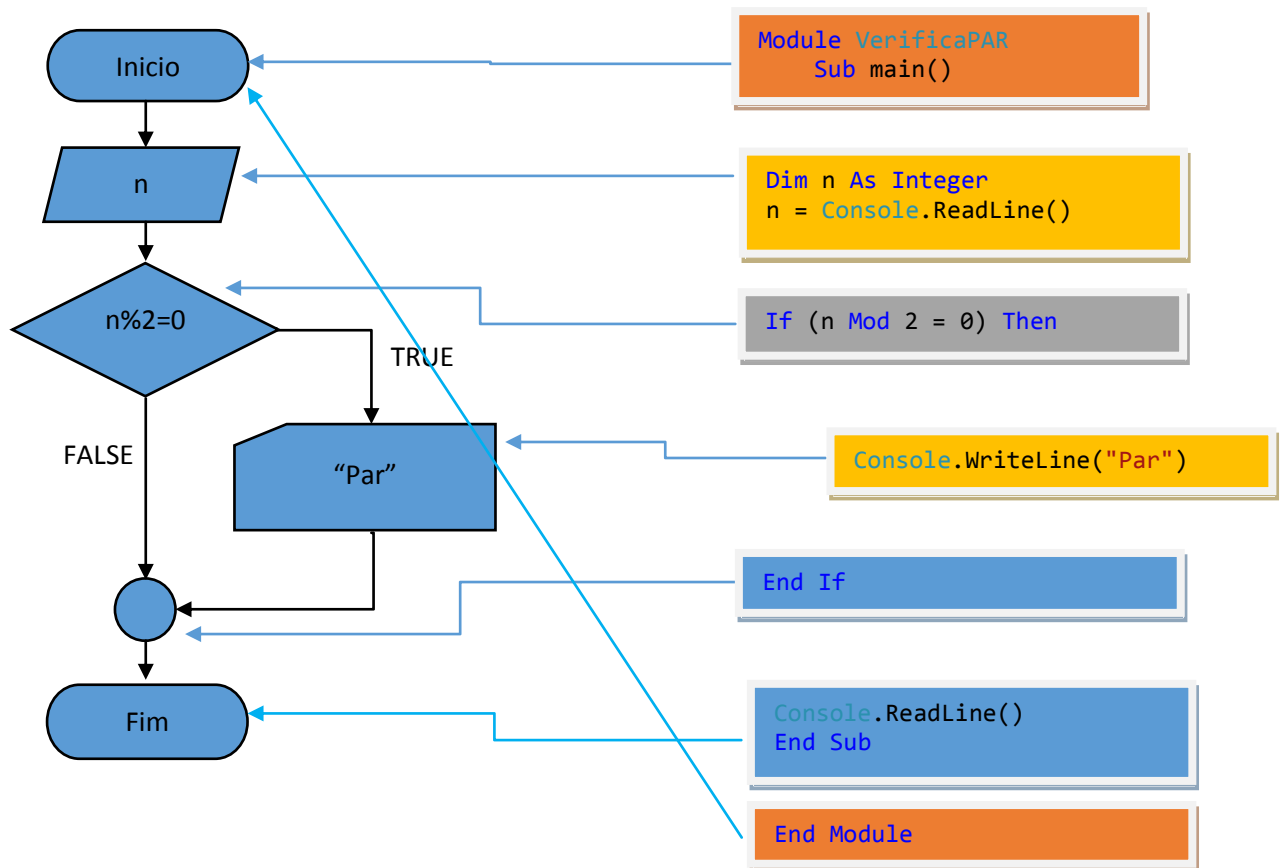 Inicio
Module VerificaPAR
Sub main()
n
Dim n As Integer
n = Console.ReadLine()
n%2=0
If (n Mod 2 = 0) Then
TRUE
FALSE
“Par”
Console.WriteLine("Par")
End If
Fim
Console.ReadLine()
End Sub
End Module